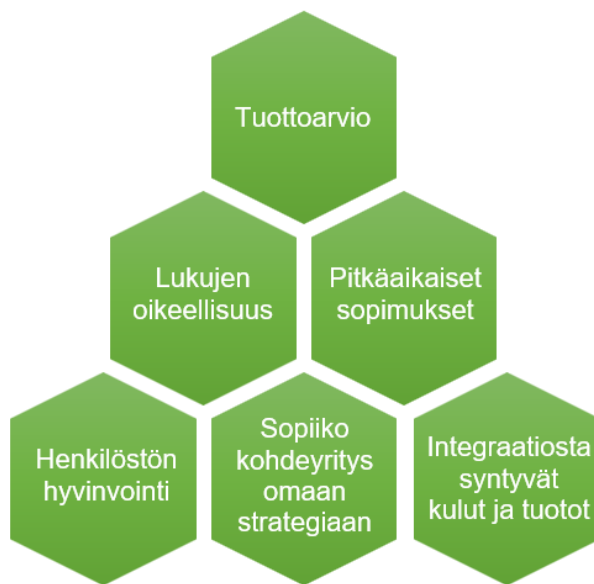 Tuottoarvio
Lukujen
oikeellisuus
Pitkäaikaiset
sopimukset
Henkilöstön
hyvinvointi
Sopiiko
kohdeyritys
omaan
strategiaan
Integraatiosta
syntyvät
kulut ja tuotot